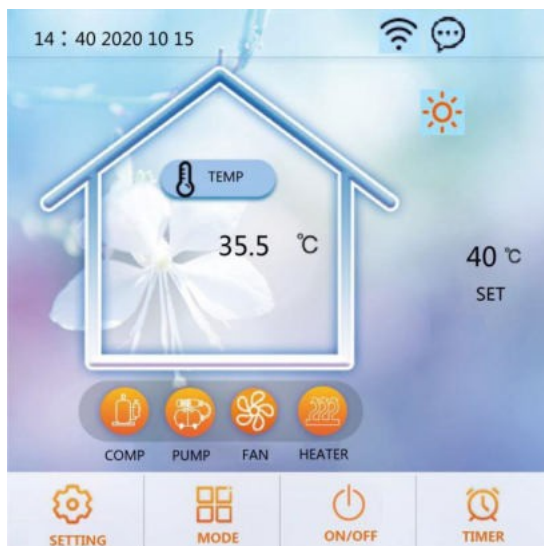 14：40 2020 10 15
TEMP
35.5 ℃
40 ℃
SET
COMP PUMP FAN HEATER
SETTING MODE ON/OFF TIMER